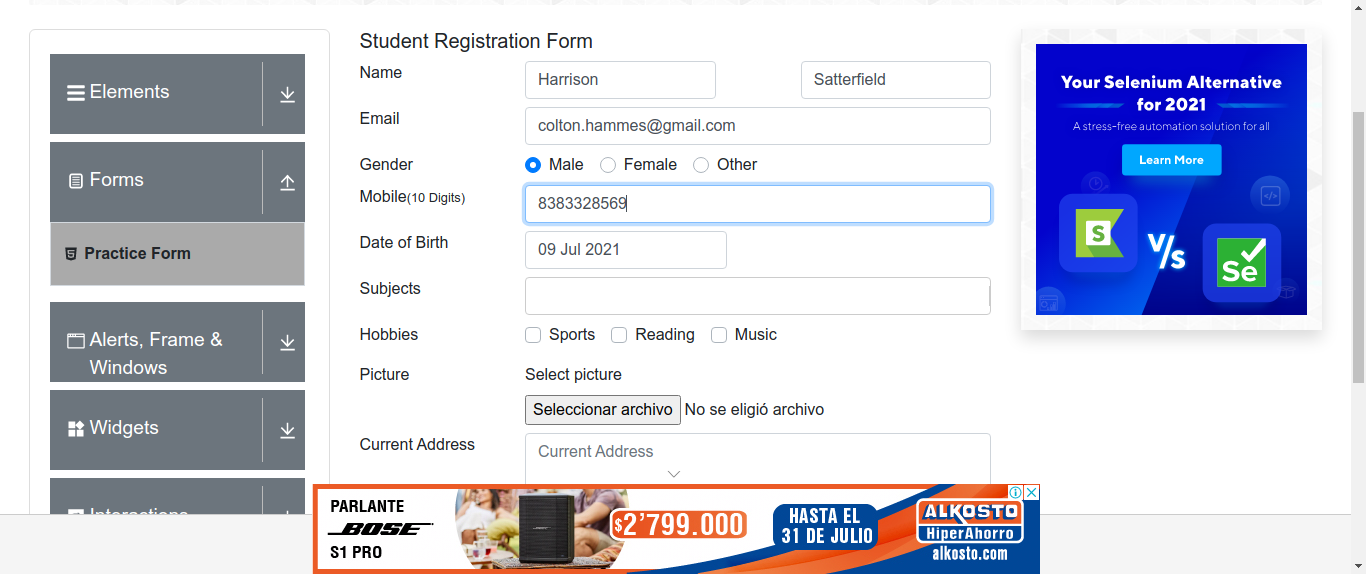 Student Registration Form
Elements
Forms
Practice Form
Alerts, Frame &
Windows
Widgets
Interactions
Name
Harrison
Satterfield
Email
colton.hammes@gmail.com
Gender
Male
Female
Other
Mobile(10 Digits)
8383328569
Date of Birth
09 Jul 2021
Subjects
Hobbies
Sports
Reading
Music
Picture
Select picture
Seleccionar archivo No se eligió archivo
Current Address
Current Address
Your Selenium Alternative
for 2021
A stress-free automation solution for all
Learn More
S
V/s
Se
PARLANTE
BOSE
S1 PRO
$2'799.000
HASTA EL
31 DE JULIO
ALKOSTO
HiperAhorro
alkosto.com